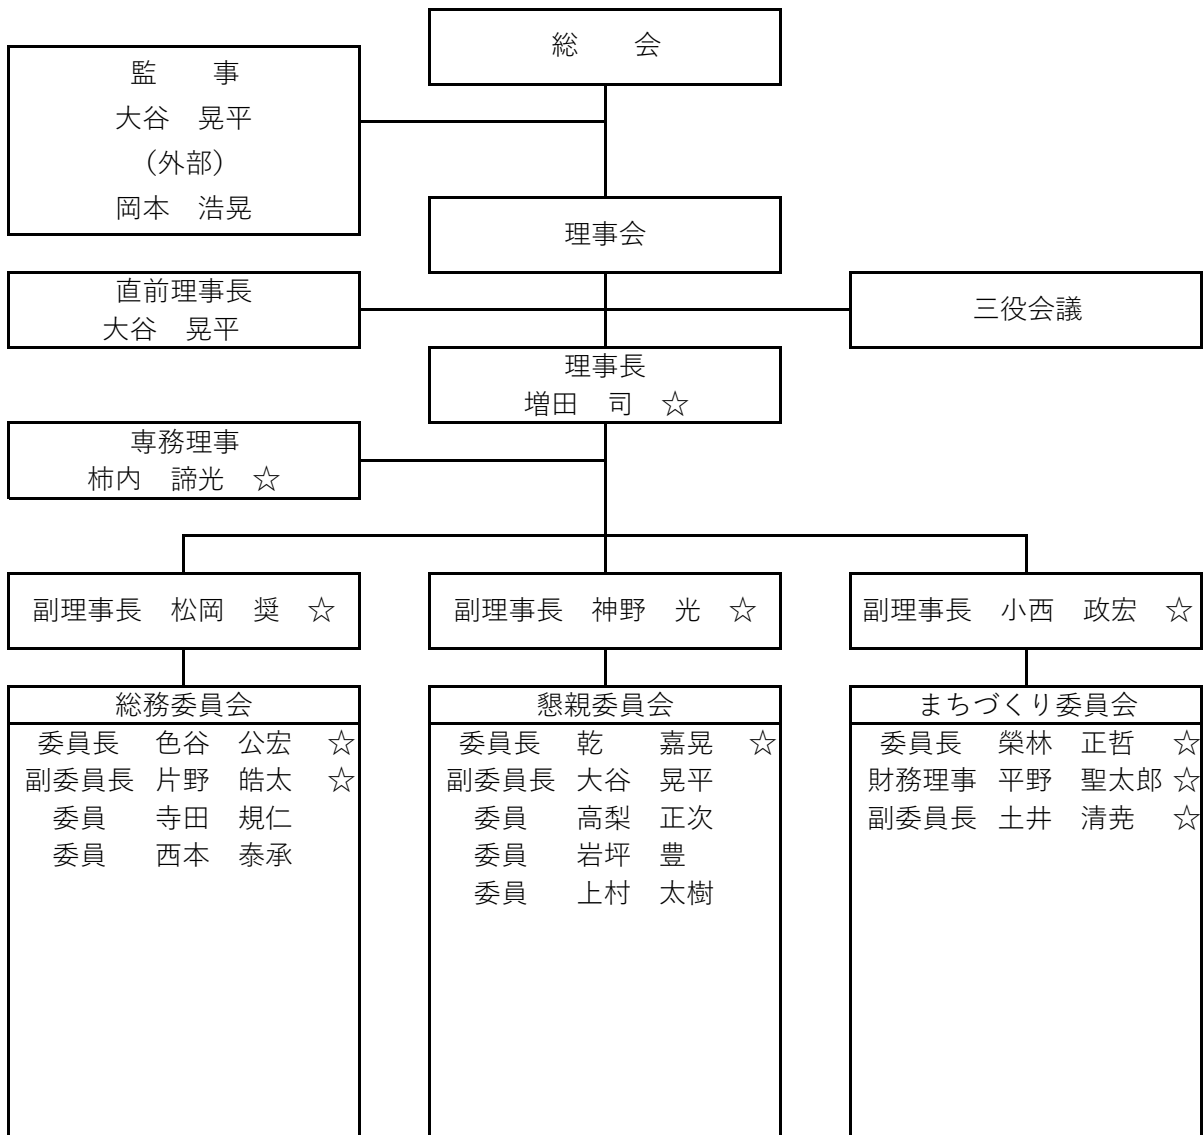 総　　会
監　　事
大谷　晃平
（外部）
岡本　浩晃
理事会
直前理事長
大谷　晃平
三役会議
理事長
増田　司　☆
専務理事
柿内　諦光　☆
副理事長　松岡　奨　☆
副理事長　神野　光　☆
副理事長　小西　政宏　☆
総務委員会
委員長　色谷　公宏　☆
副委員長　片野　皓太　☆
委員　寺田　規仁
委員　西本　泰承
懇親委員会
委員長　乾　嘉晃　☆
副委員長　大谷　晃平
委員　高梨　正次
委員　岩坪　豊
委員　上村　太樹
まちづくり委員会
委員長　榮林　正哲　☆
財務理事　平野　聖太郎　☆
副委員長　土井　清尭　☆